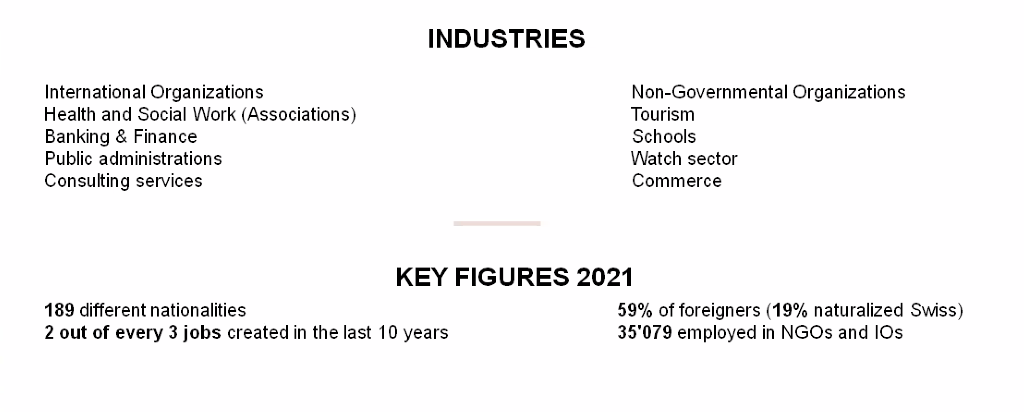 INDUSTRIES
International Organizations
Health and Social Work (Associations)
Banking & Finance
Public administrations
Consulting services
Non-Governmental Organizations
Tourism
Schools
Watch sector
Commerce
KEY FIGURES 2021
189 different nationalities
2 out of every 3 jobs created in the last 10 years
59% of foreigners (19% naturalized Swiss)
35'079 employed in NGOs and IOs